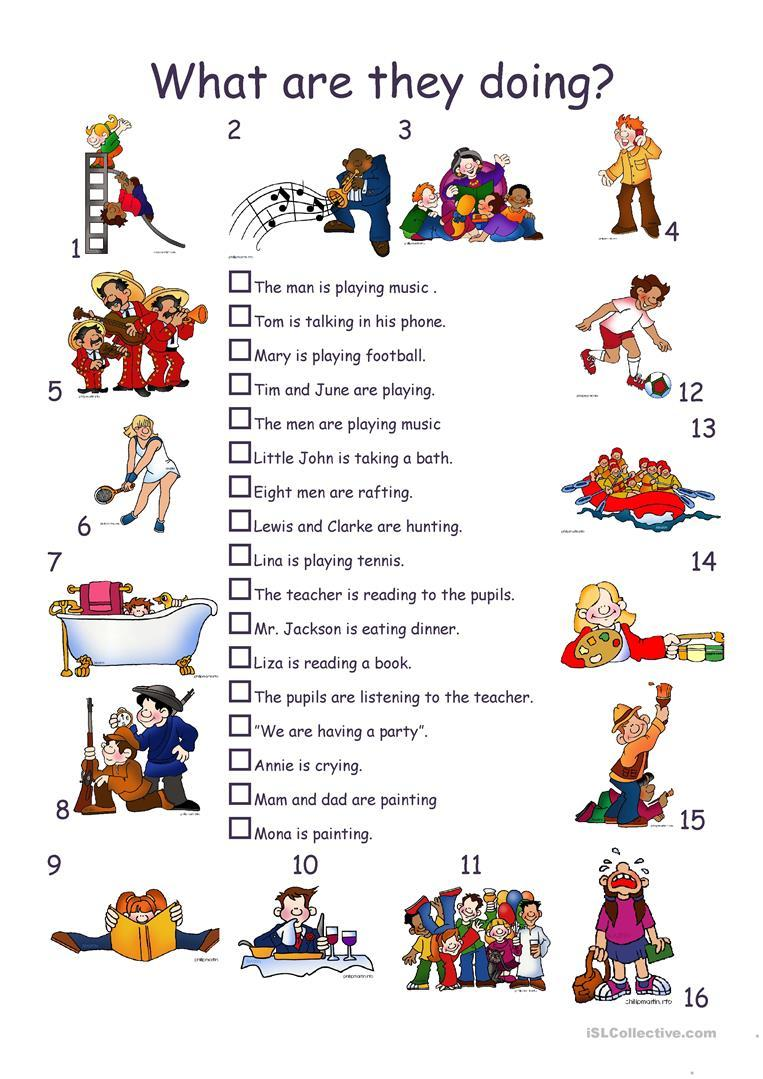 What are they doing?
1
2
3
4
5
The man is playing music .
Tom is talking in his phone.
Mary is playing football.
Tim and June are playing.
The men are playing music
Little John is taking a bath.
Eight men are rafting.
Lewis and Clarke are hunting.
Lina is playing tennis.
The teacher is reading to the pupils.
Mr. Jackson is eating dinner.
Liza is reading a book.
The pupils are listening to the teacher.
”We are having a party”.
Annie is crying.
Mam and dad are painting
Mona is painting.
12
13
6
7
14
8
15
9
10
11
16
philipmartin.info
iSLCollective.com